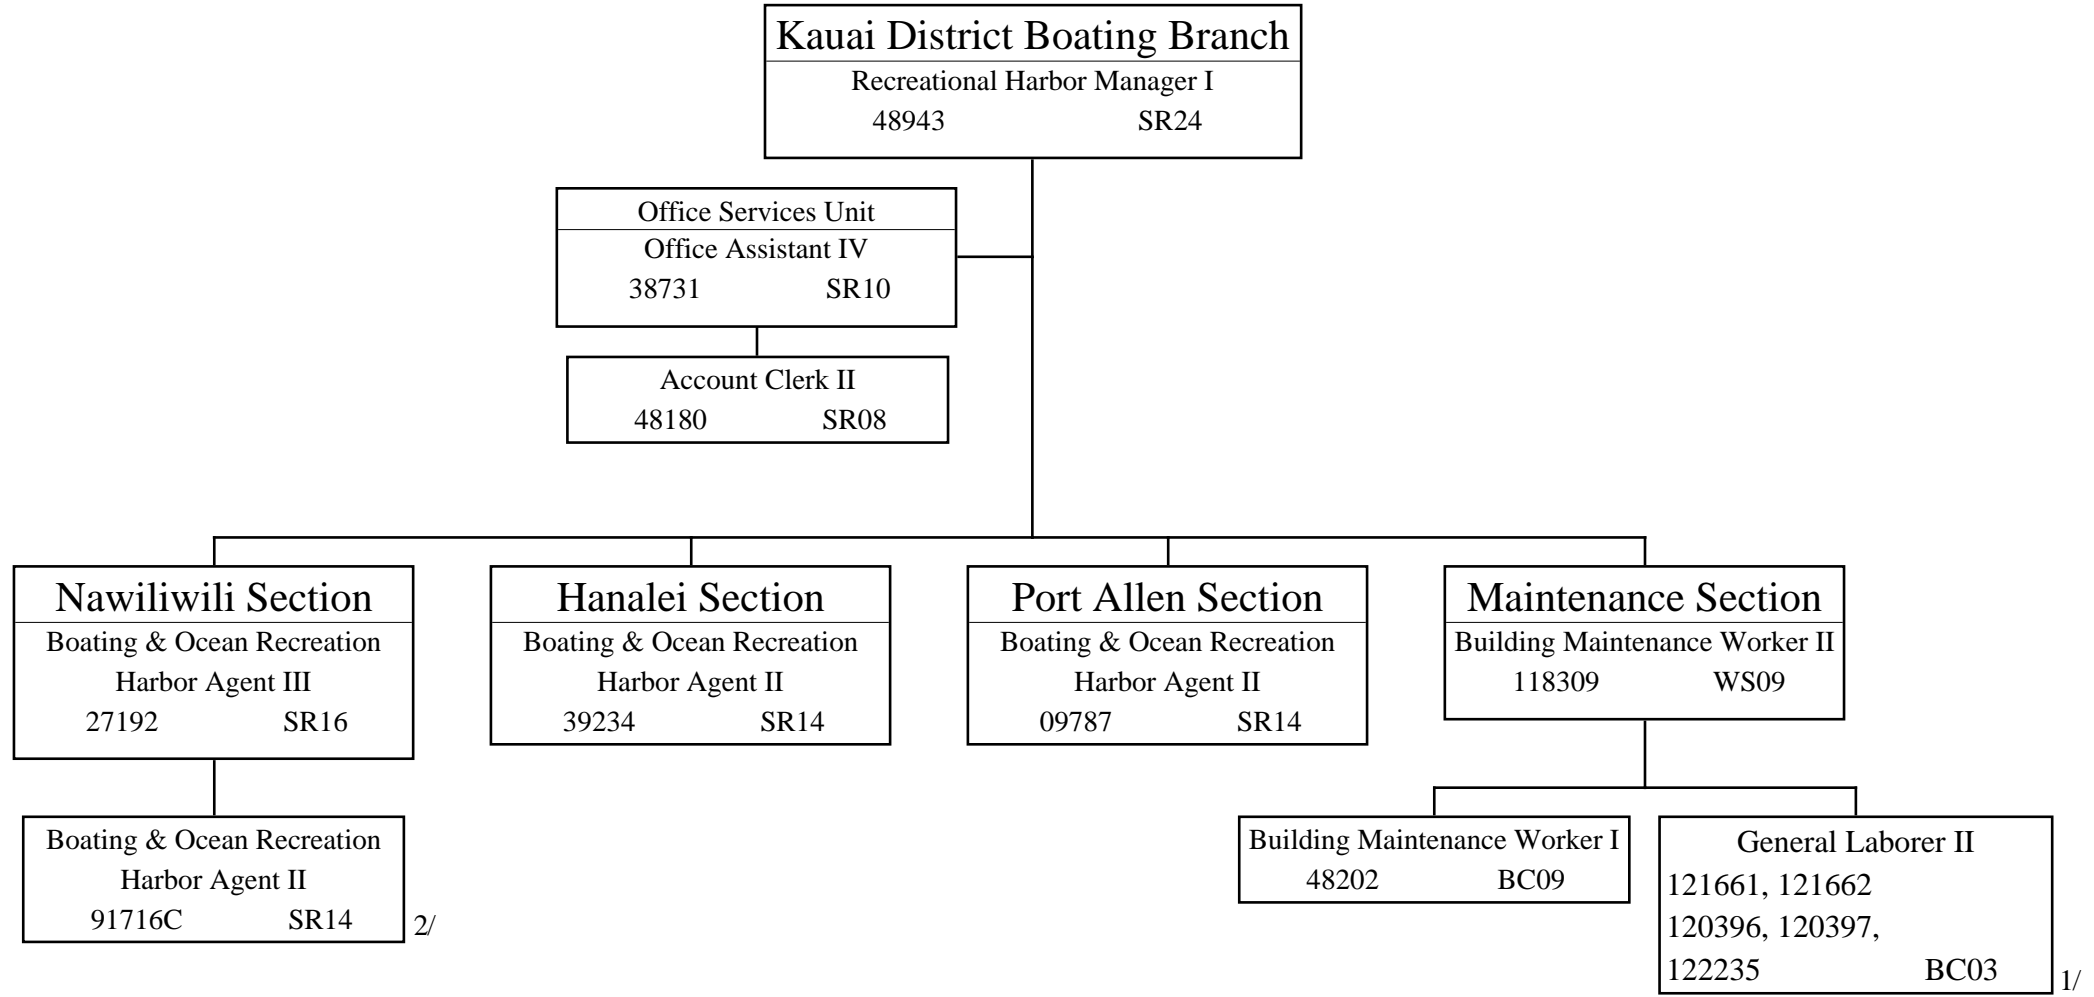 Kauai District Boating Branch
Recreational Harbor Manager I
48943 SR24
Office Services Unit
Office Assistant IV
38731 SR10
Account Clerk II
48180 SR08
Nawiliwili Section
Boating & Ocean Recreation
Harbor Agent III
27192 SR16
Boating & Ocean Recreation
Harbor Agent II
91716C SR14 2/
Hanalei Section
Boating & Ocean Recreation
Harbor Agent II
39234 SR14
Port Allen Section
Boating & Ocean Recreation
Harbor Agent II
09787 SR14
Maintenance Section
Building Maintenance Worker II
118309 WS09
Building Maintenance Worker I
48202 BC09
General Laborer II
121661, 121662
120396, 120397,
122235 BC03 1/